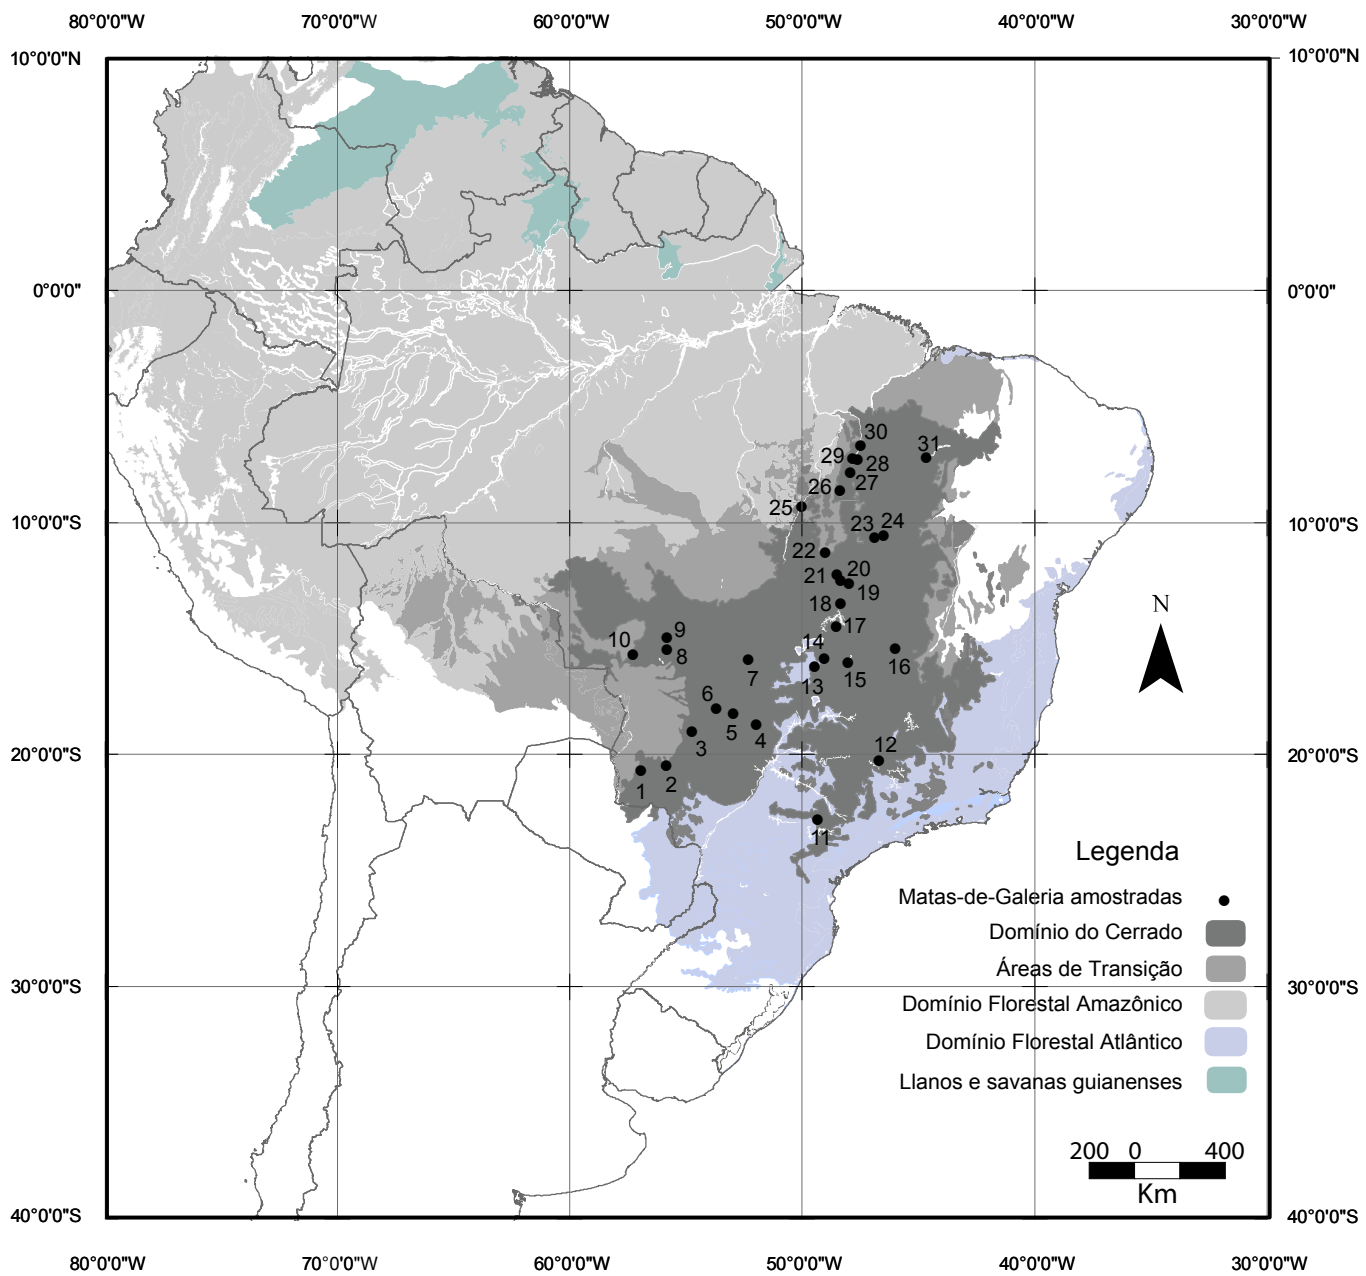 80°0'0"W 70°0'0"W 60°0'0"W 50°0'0"W 40°0'0"W 30°0'0"W
10°0'0"S 10°0'0"N
0°0'0" 0°0'0"
30
31
29
28
27
26
25
10°0'0"S 10°0'0"S
23 24
22
20
21
19
18
N
17
9
14
10
8
16
15
7
13
6
5
4
12
3
20°0'0"S 20°0'0"S
2
1
11
Legenda
Matas-de-Galeria amostradas
Domínio do Cerrado
Áreas de Transição
30°0'0"S 30°0'0"S
Domínio Florestal Amazônico
Domínio Florestal Atlântico
Llanos e savanas guianenses
200 0 400
Km
40°0'0"S 40°0'0"S
80°0'0"W 70°0'0"W 60°0'0"W 50°0'0"W 40°0'0"W 30°0'0"W